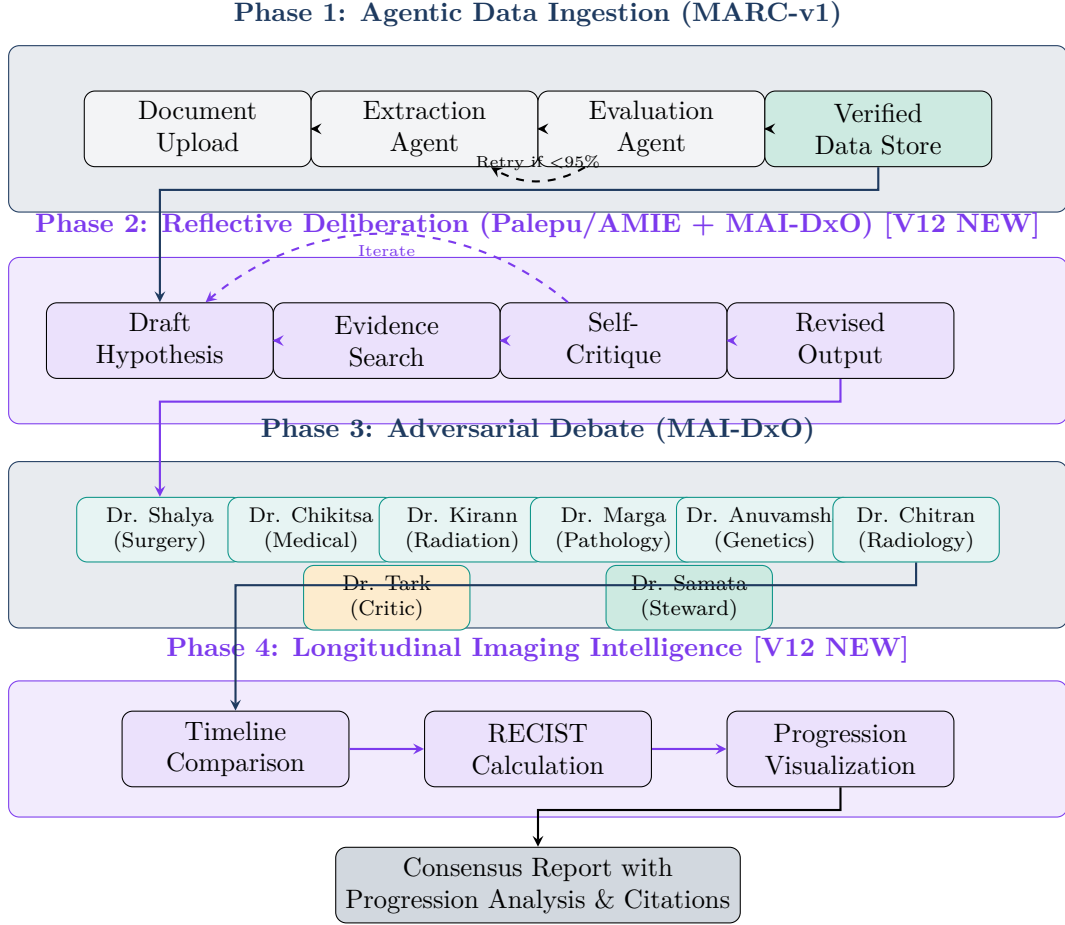 Phase 1: Agentic Data Ingestion (MARC-v1)
Document
Upload
Extraction
Agent
Evaluation
Agent
Verified
Data Store
Retry if <95%
Phase 2: Reflective Deliberation (Palepu/AMIE + MAI-DxO) [V12 NEW]
Iterate
Draft
Hypothesis
Evidence
Search
Self-
Critique
Revised
Output
Phase 3: Adversarial Debate (MAI-DxO)
Dr. Shalya
(Surgery)
Dr. Chikitsa
(Medical)
Dr. Kirann
(Radiation)
Dr. Marga
(Pathology)
Dr. Anuvamsh
(Genetics)
Dr. Chitran
(Radiology)
Dr. Tark
(Critic)
Dr. Samata
(Steward)
Phase 4: Longitudinal Imaging Intelligence [V12 NEW]
Timeline
Comparison
RECIST
Calculation
Progression
Visualization
Consensus Report with
Progression Analysis & Citations